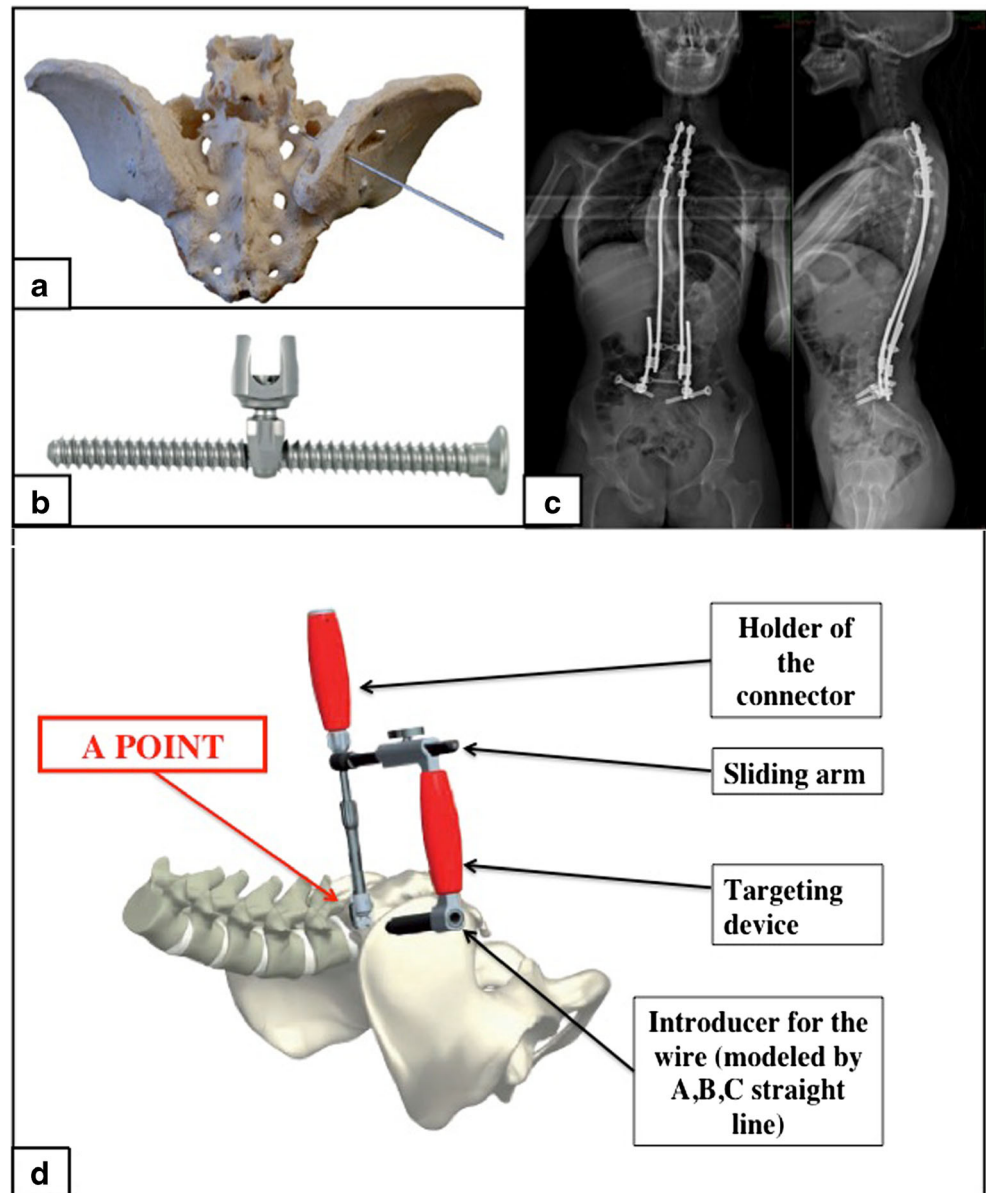 a
b
c
Holder of
the
connector
A POINT
Sliding arm
Targeting
device
Introducer for the
wire (modeled by
A,B,C straight
line)
d